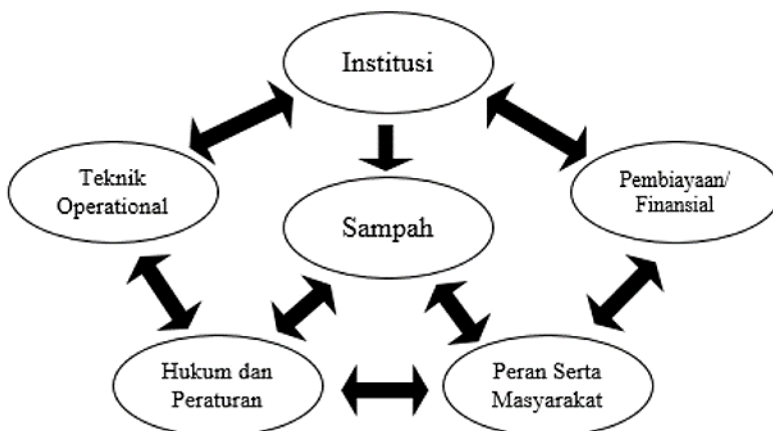 Institusi
Teknik
Operational
Pembiayaan/
Finansial
Sampah
Hukum dan
Peraturan
Peran Serta
Masyarakat